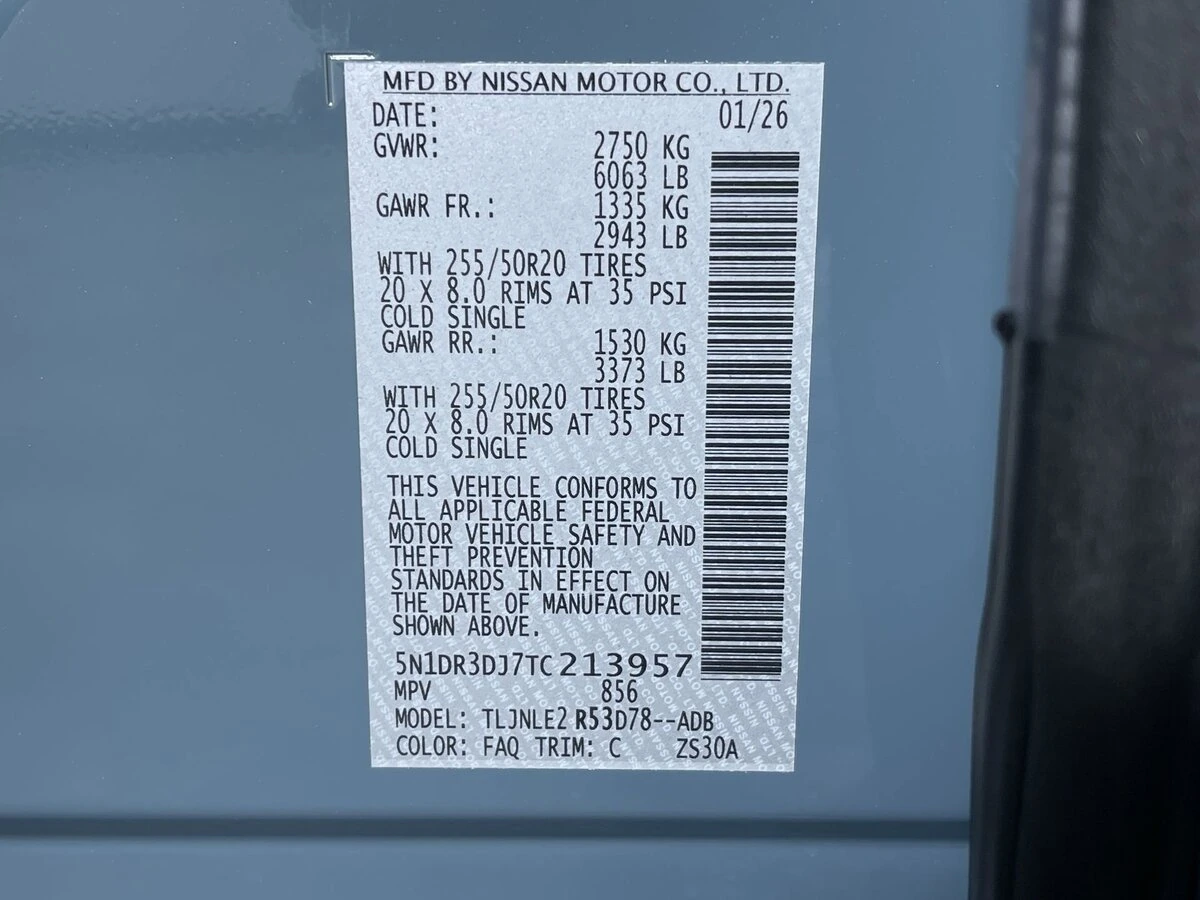 MFD BY NISSAN MOTOR CO., LTD.
DATE: 01/26
GVWR: 2750 KG
6063 LB
GAWR FR.: 1335 KG
2943 LB
WITH 255/50R20 TIRES
20 X 8.0 RIMS AT 35 PSI
COLD SINGLE
GAWR RR.: 1530 KG
3373 LB
WITH 255/50R20 TIRES
20 X 8.0 RIMS AT 35 PSI
COLD SINGLE
THIS VEHICLE CONFORMS TO
ALL APPLICABLE FEDERAL
MOTOR VEHICLE SAFETY AND
THEFT PREVENTION
STANDARDS IN EFFECT ON
THE DATE OF MANUFACTURE
SHOWN ABOVE.
5N1DR3DJ7TC213957
MPV 856
MODEL: TLJNLE2 R53D78--ADB
COLOR: FAQ TRIM: C ZS30A